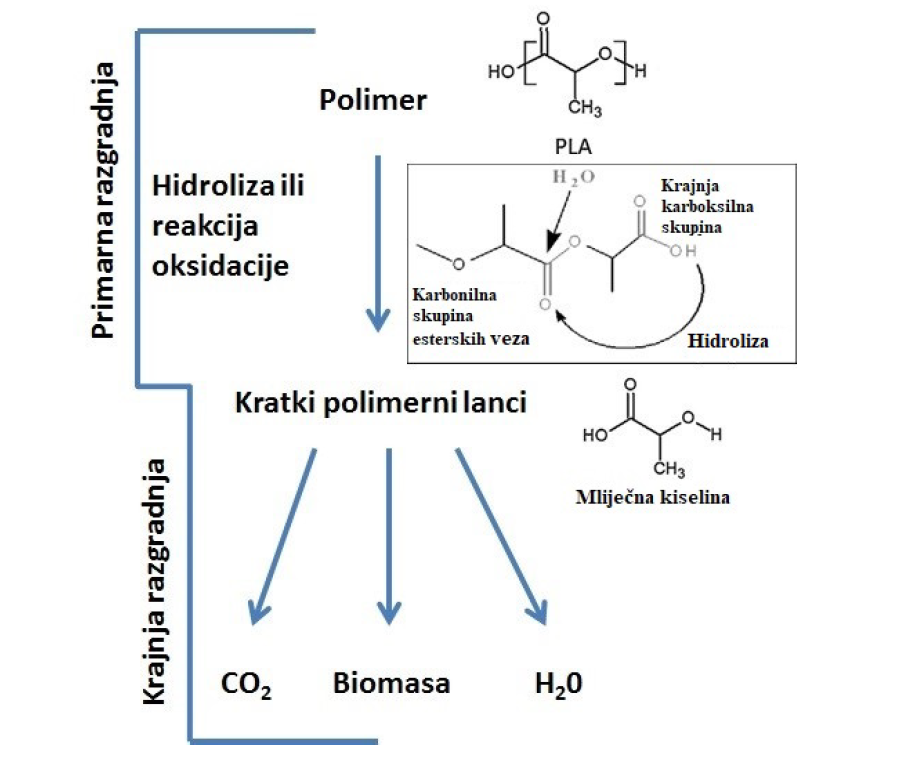 Primarna razgradnja
Polimer
O
HO
O
H
CH3
PLA
Hidroliza ili
reakcija
oksidacije
H2O
Krajnja
karboksilna
skupina
O
O
OH
O
O
Karbonilna
skupina
esterskih veza
Hidroliza
Kratki polimerni lanci
O
HO
O
H
CH3
Mliječna kiselina
Krajnja razgradnja
CO2
Biomasa
H20